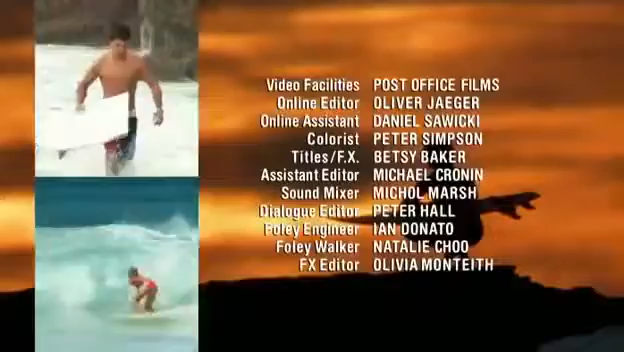 Video Facilities POST OFFICE FILMS
Online Editor OLIVER JAEGER
Online Assistant DANIEL SAWICKI
Colorist PETER SIMPSON
Titles/F.X. BETSY BAKER
Assistant Editor MICHAEL CRONIN
Sound Mixer MICHOL MARSH
Dialogue Editor PETER HALL
Foley Engineer IAN DONATO
Foley Walker NATALIE CHOO
FX Editor OLIVIA MONTEITH